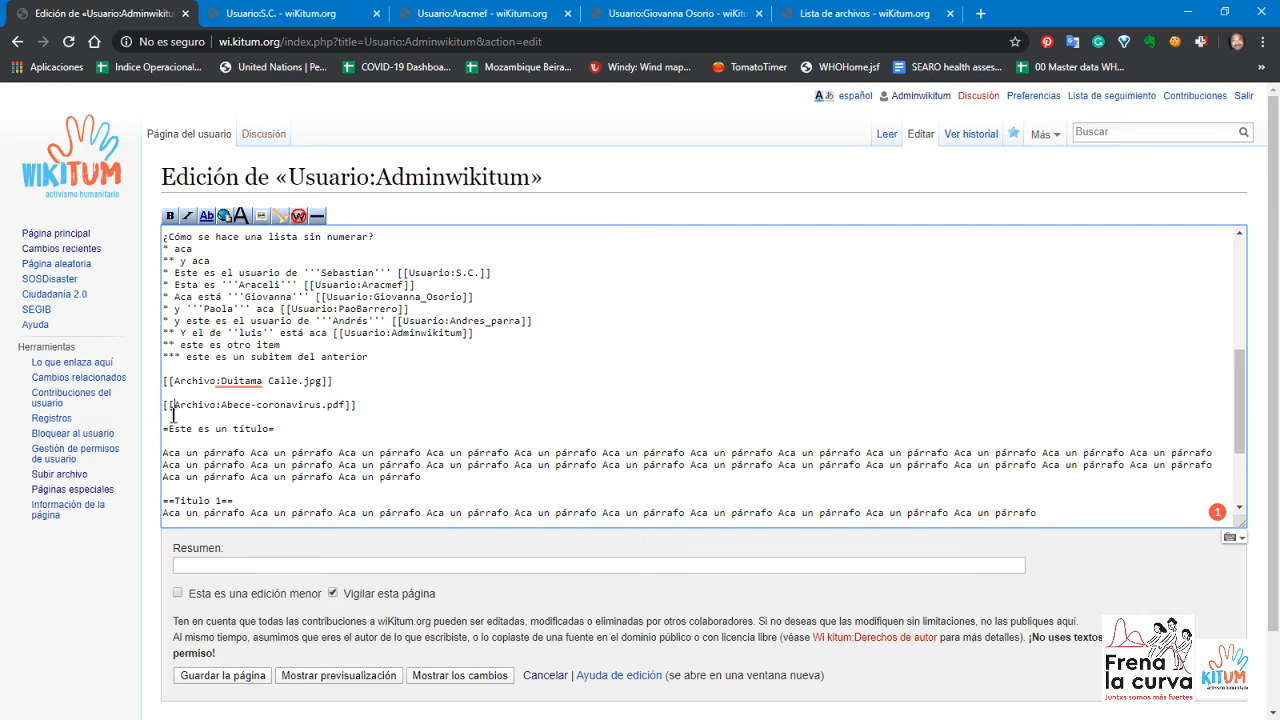 Edición de «Usuario:Adminwikitu
Usuario:S.C. - wiKitum.org
Usuario:Aracmef - wiKitum.org
Usuario:Giovanna Osorio - wiKitu
Lista de archivos - wiKitum.org
No es seguro
wi.kitum.org/index.php?title=Usuario:Adminwikitum&action=edit
Aplicaciones
Indice Operacional...
United Nations | Pe...
COVID-19 Dashboa...
Mozambique Beira...
Windy: Wind map...
TomatoTimer
WHOHome.jsf
SEARO health asses...
00 Master data WH...
»
español
Adminwikitum
Discusión
Preferencias
Lista de seguimiento
Contribuciones
Salir
WIKITUM
activismo humanitario
Página del usuario
Discusión
Leer
Editar
Ver historial
Más
Buscar
Edición de «Usuario:Adminwikitum»
Página principal
Cambios recientes
Página aleatoria
SOSDisaster
Ciudadanía 2.0
SEGIB
Ayuda
Herramientas
Lo que enlaza aquí
Cambios relacionados
Contribuciones del
usuario
Registros
Bloquear al usuario
Gestión de permisos
de usuario
Subir archivo
Páginas especiales
Información de la
página
B I Ab A W
¿Cómo se hace una lista sin numerar?
* aca
** y aca
* Este es el usuario de '''Sebastian''' [[Usuario:S.C.]]
* Esta es '''Araceli''' [[Usuario:Aracmef]]
* Aca está '''Giovanna''' [[Usuario:Giovanna_Osorio]]
* y '''Paola''' aca [[Usuario:PaoBarrero]]
* y este es el usuario de '''Andrés''' [[Usuario:Andres_parra]]
** Y el de ''luis'' está aca [[Usuario:Adminwikitum]]
** este es otro item
*** este es un subitem del anterior
[[Archivo:Duitama Calle.jpg]]
[[Archivo:Abece-coronavirus.pdf]]
=Este es un título=
Aca un párrafo Aca un párrafo Aca un párrafo Aca un párrafo Aca un párrafo Aca un párrafo Aca un párrafo Aca un párrafo Aca un párrafo Aca un párrafo Aca un párrafo Aca un párrafo
Aca un párrafo Aca un párrafo Aca un párrafo Aca un párrafo Aca un párrafo Aca un párrafo Aca un párrafo Aca un párrafo Aca un párrafo Aca un párrafo Aca un párrafo Aca un párrafo
Aca un párrafo Aca un párrafo Aca un párrafo
==Titulo 1==
Aca un párrafo Aca un párrafo Aca un párrafo Aca un párrafo Aca un párrafo Aca un párrafo Aca un párrafo Aca un párrafo Aca un párrafo Aca un párrafo
1
Resumen:
Esta es una edición menor
Vigilar esta página
Ten en cuenta que todas las contribuciones a wiKitum.org pueden ser editadas, modificadas o eliminadas por otros colaboradores. Si no deseas que las modifiquen sin limitaciones, no las publiques aquí.
Al mismo tiempo, asumimos que eres el autor de lo que escribiste, o lo copiaste de una fuente en el dominio público o con licencia libre (véase Wi kitum:Derechos de autor para más detalles). ¡No uses textos
permiso!
Guardar la página
Mostrar previsualización
Mostrar los cambios
Cancelar | Ayuda de edición (se abre en una ventana nueva)
Frena
la curva
Juntxs somos más fuertes
KITUM
activismo humanitario